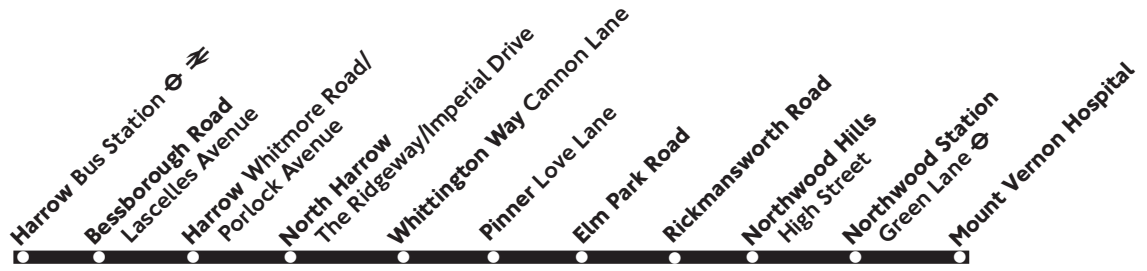 Harrow Bus Station
Bessborough Road
Lascelles Avenue
Harrow Whitmore Road/
Porlock Avenue
North Harrow
The Ridgeway/Imperial Drive
Whittington Way Cannon Lane
Pinner Love Lane
Elm Park Road
Rickmansworth Road
Northwood Hills
High Street
Northwood Station
Green Lane
Mount Vernon Hospital